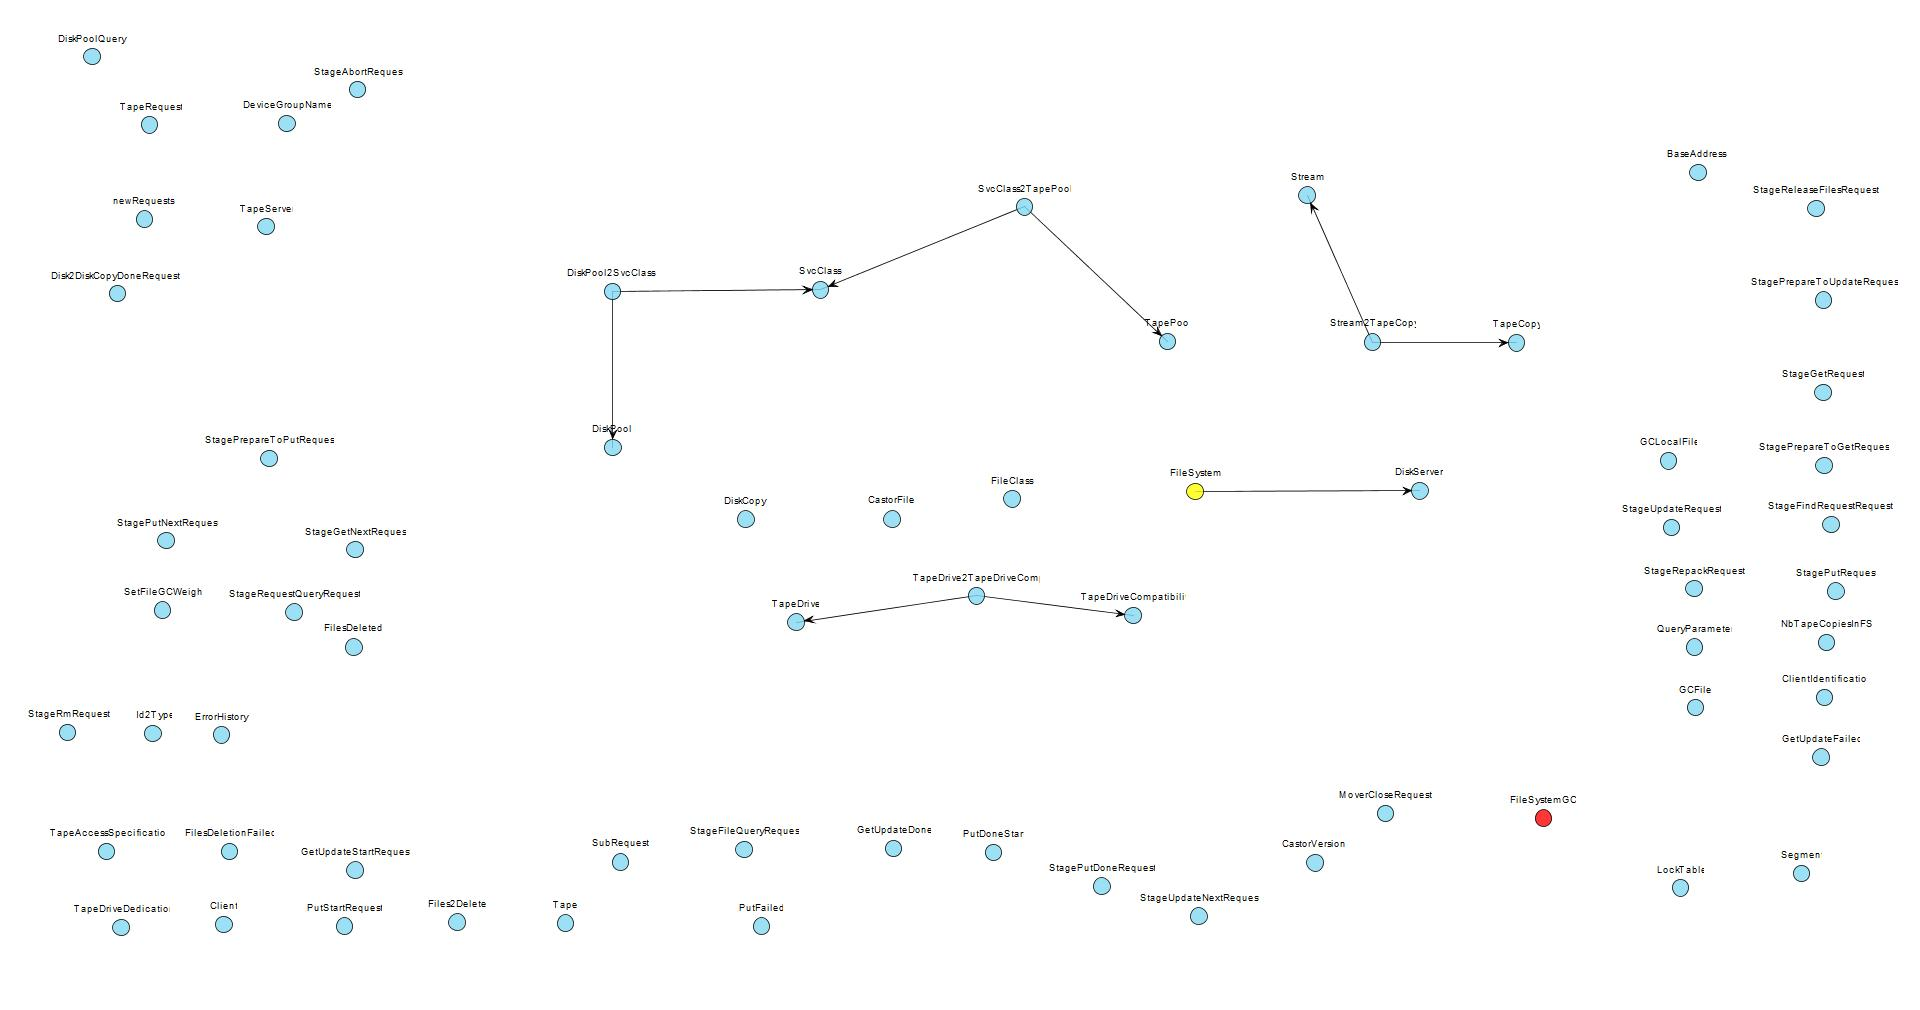 DiskPoolQuery
StageAbortReques
TapeRequest
DeviceGroupName
BaseAddress
Stream
SvcClass2TapePool
StageReleaseFilesRequest
newRequests
TapeServer
DiskPool2SvcClass
SvcClass
Disk2DiskCopyDoneRequest
StagePrepareToUpdateReques
TapePoo
Stream2TapeCopy
TapeCopy
StageGetRequest
DiskPool
StagePrepareToPutReques
GCLocalFile
StagePrepareToGetReques
FileSystem
DiskServer
FileClass
DiskCopy
CastorFile
StageUpdateRequest
StageFindRequestRequest
StagePutNextReques
StageGetNextReques
StageRepackRequest
StagePutReques
TapeDrive2TapeDriveComp
SetFileGCWeigh
StageRequestQueryRequest
TapeDrive
TapeDriveCompatibili
FilesDeleted
QueryParameter
NbTapeCopiesInFS
ClientIdentificatio
GCFile
StageRmRequest
Id2Type
ErrorHistory
GetUpdateFailed
MoverCloseRequest
FileSystemGC
TapeAccessSpecificatio
FilesDeletionFailed
StageFileQueryReques
GetUpdateDone
PutDoneStar
GetUpdateStartReques
SubRequest
CastorVersion
StagePutDoneRequest
LockTable
Segmen
TapeDriveDedicatio
Client
PutStartRequest
Files2Delete
Tape
PutFailed
StageUpdateNextReques